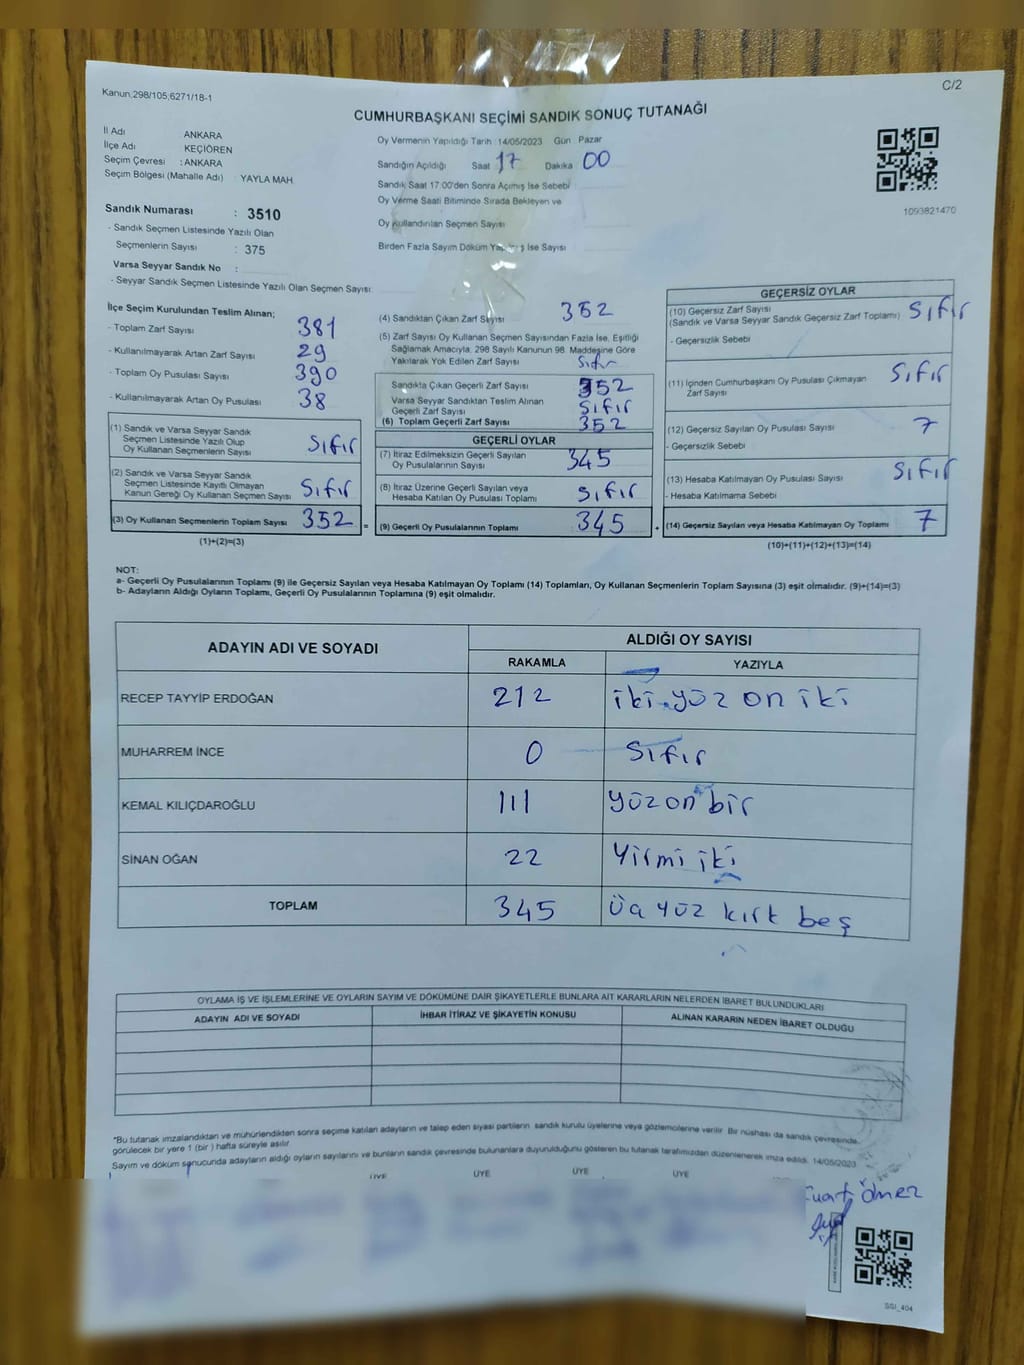 C/2
Kanun,298/105;6271/18-1
CUMHURBAŞKANI SEÇİMİ SANDIK SONUÇ TUTANAĞI
İl Adı ANKARA
İlçe Adı KEÇİÖREN
Seçim Çevresi : ANKARA
Seçim Bölgesi (Mahalle Adı) : YAYLA MAH.
Sandık Numarası : 3510
- Sandık Seçmen Listesinde Yazılı Olan
Seçmenlerin Sayısı : 375
Varsa Seyyar Sandık No :
- Seyyar Sandık Seçmen Listesinde Yazılı Olan Seçmen Sayısı:
Oy Vermenin Yapıldığı Tarih 14/05/2023 Gün Pazar
Sandığın Açıldığı Saat 17 Dakika 00
Sandık Saat 17:00'den Sonra Açımış İse Sebebi
Oy Verme Saati Bitiminde Sırada Bekleyen ve
Oy Kullandırılan Seçmen Sayısı
Birden Fazla Sayım Döküm İse Sayısı
1093821470
İlçe Seçim Kurulundan Teslim Alınan;
- Toplam Zarf Sayısı 381
- Kullanılmayarak Artan Zarf Sayısı 29
- Toplam Oy Pusulası Sayısı 390
- Kullanılmayarak Artan Oy Pusulası 38
(1) Sandık ve Varsa Seyyar Sandık
Seçmen Listesinde Yazılı Olup
Oy Kullanan Seçmenlerin Sayısı Sıfır
(2) Sandık ve Varsa Seyyar Sandık
Seçmen Listesinde Kayıtlı Olmayan
Kanun Gereği Oy Kullanan Seçmen Sayısı Sıfır
(3) Oy Kullanan Seçmenlerin Toplam Sayısı 352 =
(1)+(2)=(3)
(4) Sandıktan Çıkan Zarf Sayısı 352
(5) Zarf Sayısı Oy Kullanan Seçmen Sayısından Fazla İse, Eşitliği
Sağlamak Amacıyla, 298 Sayılı Kanunun 98. Maddesine Göre
Yakılarak Yok Edilen Zarf Sayısı Sıfır
Sandıkta Çıkan Geçerli Zarf Sayısı 352
Varsa Seyyar Sandıktan Teslim Alınan
Geçerli Zarf Sayısı Sıfır
(6) Toplam Geçerli Zarf Sayısı 352
GEÇERLİ OYLAR
(7) İtiraz Edilmeksizin Geçerli Sayılan
Oy Pusulalarının Sayısı 345
(8) İtiraz Üzerine Geçerli Sayılan veya
Hesaba Katılan Oy Pusulası Toplamı Sıfır
(9) Geçerli Oy Pusulalarının Toplamı 345 +
GEÇERSİZ OYLAR
(10) Geçersiz Zarf Sayısı
(Sandık ve Varsa Seyyar Sandık Geçersiz Zarf Toplamı) Sıfır
- Geçersizlik Sebebi
(11) İçinden Cumhurbaşkanı Oy Pusulası Çıkmayan
Zarf Sayısı Sıfır
(12) Geçersiz Sayılan Oy Pusulası Sayısı 7
- Geçersizlik Sebebi
(13) Hesaba Katılmayan Oy Pusulası Sayısı Sıfır
- Hesaba Katılmama Sebebi
(14) Geçersiz Sayılan veya Hesaba Katılmayan Oy Toplamı 7
(10)+(11)+(12)+(13)=(14)
NOT:
a- Geçerli Oy Pusulalarının Toplamı (9) ile Geçersiz Sayılan veya Hesaba Katılmayan Oy Toplamı (14) Toplamları, Oy Kullanan Seçmenlerin Toplam Sayısına (3) eşit olmalıdır. (9)+(14)=(3)
b- Adayların Aldığı Oyların Toplamı, Geçerli Oy Pusulalarının Toplamına (9) eşit olmalıdır.
ADAYIN ADI VE SOYADI ALDIĞI OY SAYISI
RAKAMLA YAZIYLA
RECEP TAYYİP ERDOĞAN 212 iki yüz on iki
MUHARREM İNCE 0 Sıfır
KEMAL KILIÇDAROĞLU 111 yüz on bir
SİNAN OĞAN 22 Yirmi iki
TOPLAM 345 Üç yüz kırk beş
OYLAMA İŞ VE İŞLEMLERİNE VE OYLARIN SAYIM VE DÖKÜMÜNE DAİR ŞİKAYETLERLE BUNLARA AİT KARARLARIN NELERDEN İBARET BULUNDUKLARI
ADAYIN ADI VE SOYADI İHBAR İTİRAZ VE ŞİKAYETİN KONUSU ALINAN KARARIN NEDEN İBARET OLDUĞU
*Bu tutanak imzalandıktan ve mühürlendikten sonra seçime katılan adayların ve talep eden siyasi partilerin sandık kurulu üyelerine veya gözlemcilerine verilir. Bir nüshası da sandık çevresinde
görülecek bir yere 1 (bir) hafta süreyle asılır.
Sayım ve döküm sonucunda adayların aldığı oyların sayılarını ve bunların sandık çevresinde bulunanlara duyurulduğunu gösteren bu tutanak tarafımızdan düzenlenerek imza edildi. 14/05/2023
ÜYE ÜYE ÜYE ÜYE
SSI_404